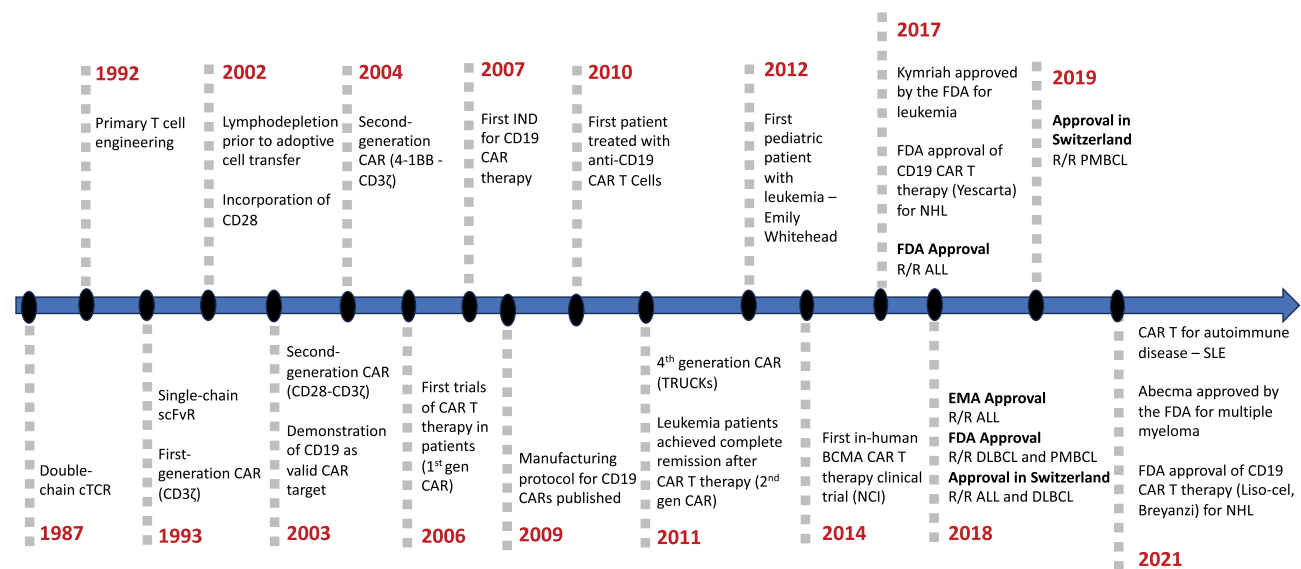 1992
Primary T cell
engineering
2002
Lymphodepletion
prior to adoptive
cell transfer
Incorporation of
CD28
2004
Second-
generation
CAR (4-1BB -
CD3ζ)
2007
First IND
for CD19
CAR
therapy
2010
First patient
treated with
anti-CD19
CAR T Cells
2012
First
pediatric
patient
with
leukemia –
Emily
Whitehead
2017
Kymriah approved
by the FDA for
leukemia
FDA approval of
CD19 CAR T
therapy (Yescarta)
for NHL
FDA Approval
R/R ALL
2019
Approval in
Switzerland
R/R PMBCL
Double-
chain cTCR
1987
Single-chain
scFvR
First-
generation CAR
(CD3ζ)
1993
Second-
generation CAR
(CD28-CD3ζ)
Demonstration
of CD19 as
valid CAR
target
2003
First trials
of CAR T
therapy in
patients
(1st gen
CAR)
2006
Manufacturing
protocol for CD19
CARs published
2009
4th generation CAR
(TRUCKs)
Leukemia patients
achieved complete
remission after
CAR T therapy (2nd
gen CAR)
2011
First in-human
BCMA CAR T
therapy clinical
trial (NCI)
2014
EMA Approval
R/R ALL
FDA Approval
R/R DLBCL and PMBCL
Approval in Switzerland
R/R ALL and DLBCL
2018
CAR T for autoimmune
disease – SLE
Abecma approved by
the FDA for multiple
myeloma
FDA approval of CD19
CAR T therapy (Liso-cel,
Breyanzi) for NHL
2021